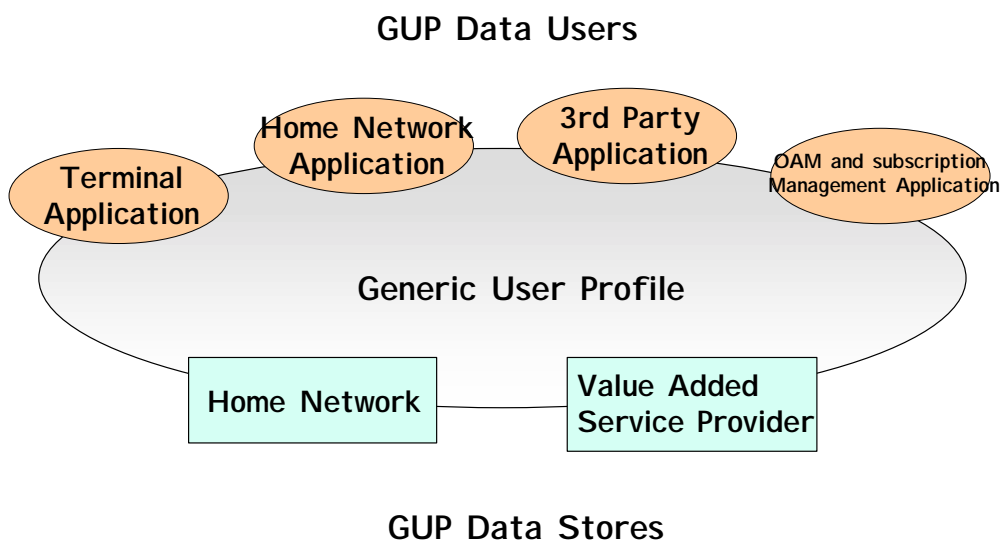 GUP Data Users
Home Network
Application
3rd Party
Application
Terminal
Application
OAM and subscription
Management Application
Generic User Profile
Home Network
Value Added
Service Provider
GUP Data Stores